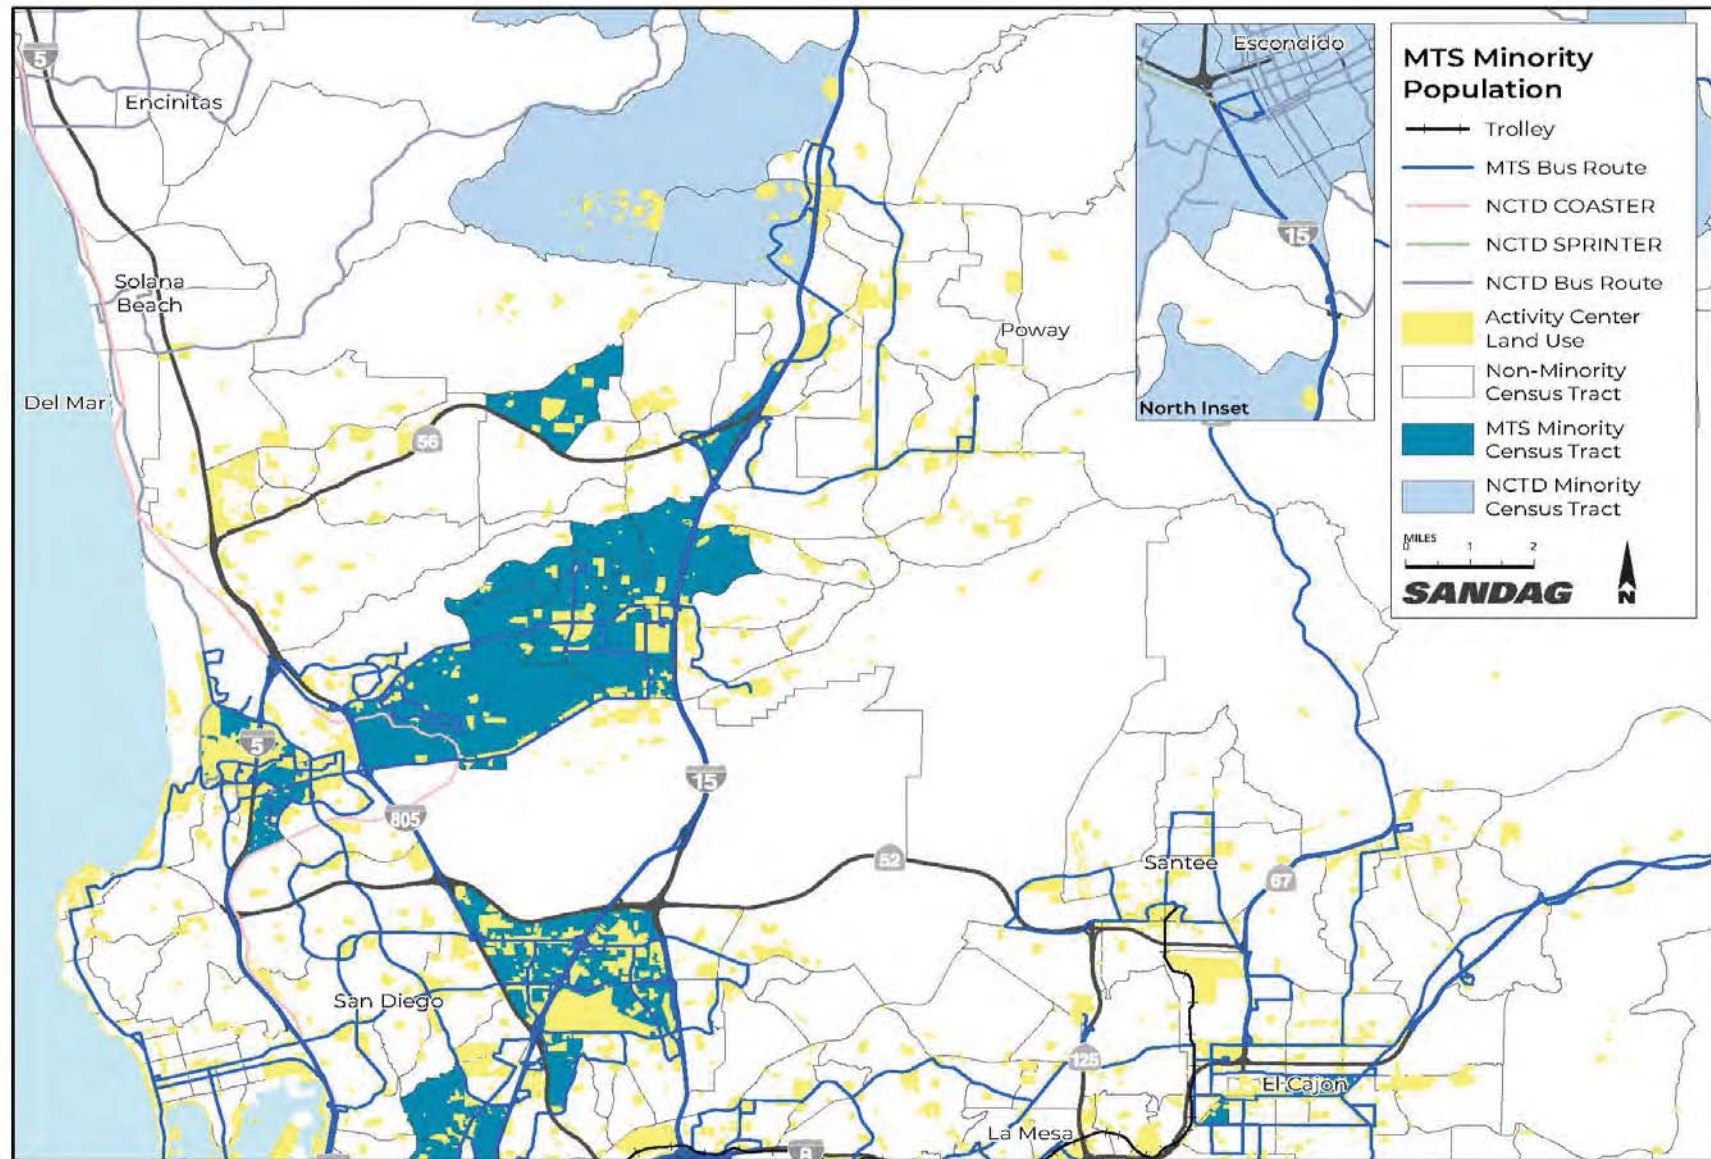 5
Encinitas
Solana
Beach
Del Mar
56
Poway
5
15
805
52
Santee
67
San Diego
125
El Cajon
La Mesa
8
Escondido
15
North Inset
MTS Minority
Population
Trolley
MTS Bus Route
NCTD COASTER
NCTD SPRINTER
NCTD Bus Route
Activity Center
Land Use
Non-Minority
Census Tract
MTS Minority
Census Tract
NCTD Minority
Census Tract
MILES
0 1 2
SANDAG
N